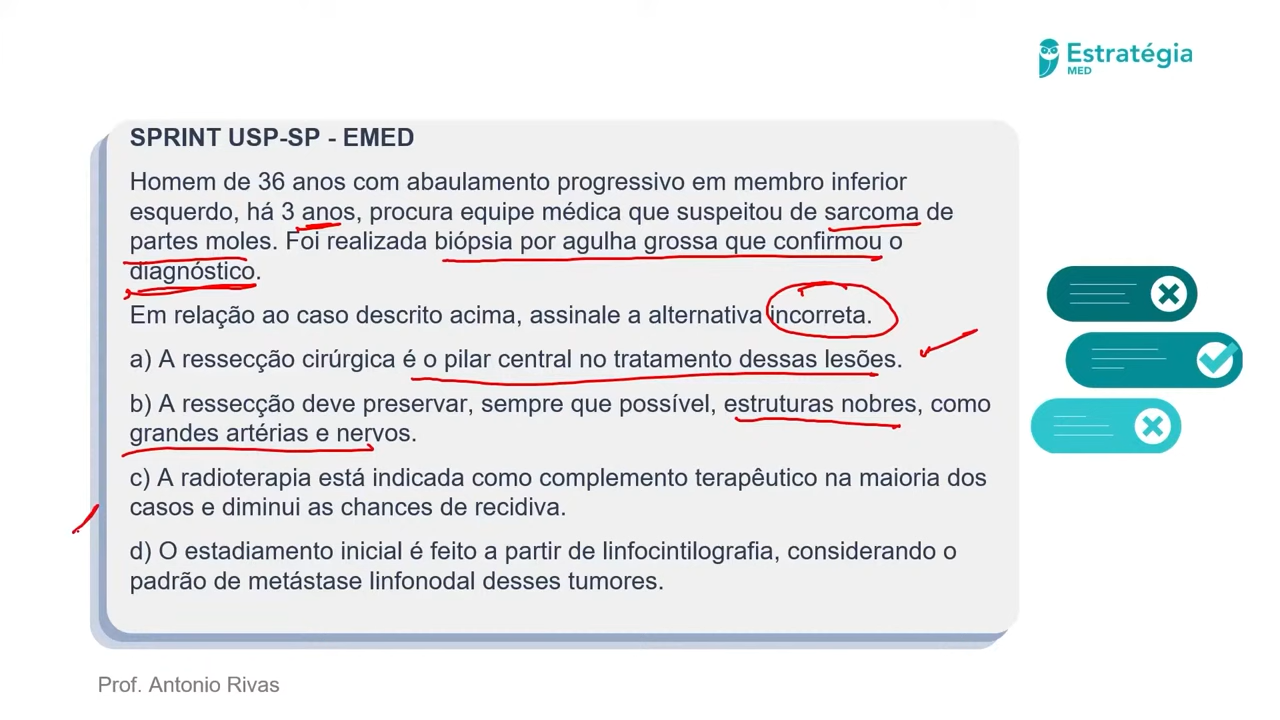 Estratégia
MED
SPRINT USP-SP - EMED
Homem de 36 anos com abaulamento progressivo em membro inferior
esquerdo, há 3 anos, procura equipe médica que suspeitou de sarcoma de
partes moles. Foi realizada biópsia por agulha grossa que confirmou o
diagnóstico.
Em relação ao caso descrito acima, assinale a alternativa incorreta.
a) A ressecção cirúrgica é o pilar central no tratamento dessas lesões.
b) A ressecção deve preservar, sempre que possível, estruturas nobres, como
grandes artérias e nervos.
c) A radioterapia está indicada como complemento terapêutico na maioria dos
casos e diminui as chances de recidiva.
d) O estadiamento inicial é feito a partir de linfocintilografia, considerando o
padrão de metástase linfonodal desses tumores.
Prof. Antonio Rivas